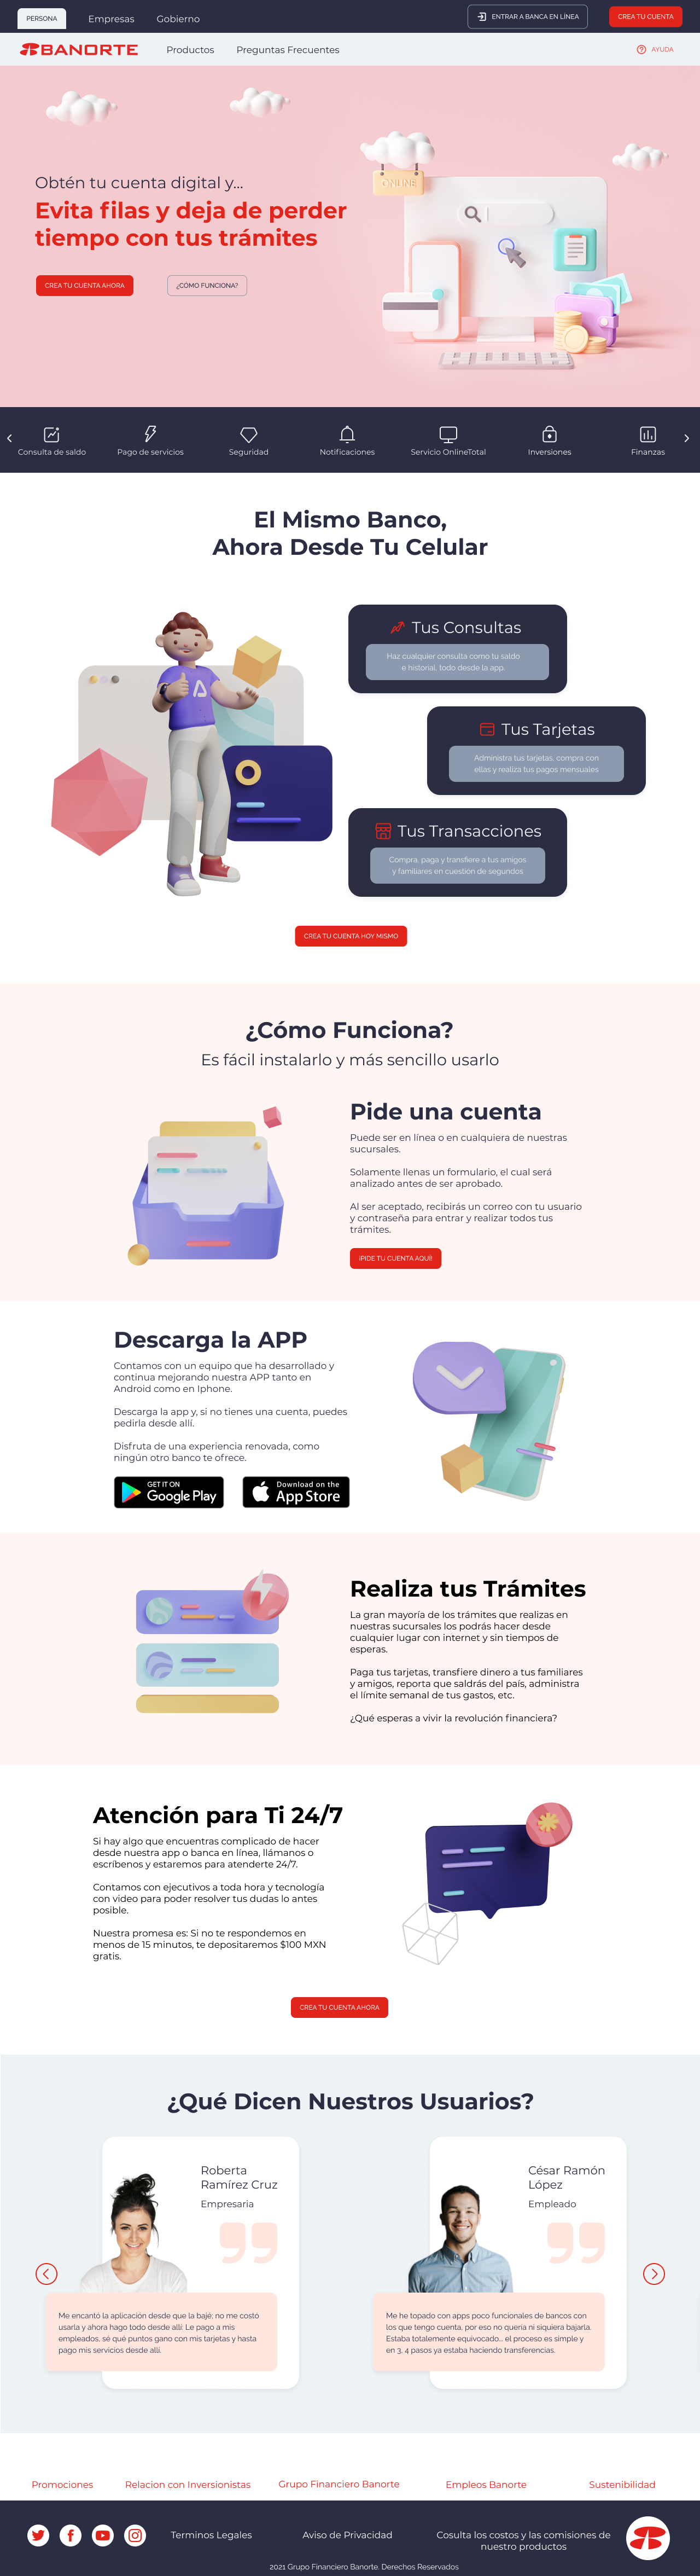 PERSONA
Empresas
Gobierno
ENTRAR A BANCA EN LÍNEA
CREA TU CUENTA
BANORTE
Productos
Preguntas Frecuentes
AYUDA
ONLINE
Obtén tu cuenta digital y...
Evita filas y deja de perder
tiempo con tus trámites
CREA TU CUENTA AHORA
¿CÓMO FUNCIONA?
Consulta de saldo
Pago de servicios
Seguridad
Notificaciones
Servicio OnlineTotal
Inversiones
Finanzas
El Mismo Banco,
Ahora Desde Tu Celular
Tus Consultas
Haz cualquier consulta como tu saldo
e historial, todo desde la app.
Tus Tarjetas
Administra tus tarjetas, compra con
ellas y realiza tus pagos mensuales
Tus Transacciones
Compra, paga y transfiere a tus amigos
y familiares en cuestión de segundos
CREA TU CUENTA HOY MISMO
¿Cómo Funciona?
Es fácil instalarlo y más sencillo usarlo
Pide una cuenta
Puede ser en línea o en cualquiera de nuestras
sucursales.
Solamente llenas un formulario, el cual será
analizado antes de ser aprobado.
Al ser aceptado, recibirás un correo con tu usuario
y contraseña para entrar y realizar todos tus
trámites.
¡PIDE TU CUENTA AQUÍ!
Descarga la APP
Contamos con un equipo que ha desarrollado y
continua mejorando nuestra APP tanto en
Android como en Iphone.
Descarga la app y, si no tienes una cuenta, puedes
pedirla desde allí.
Disfruta de una experiencia renovada, como
ningún otro banco te ofrece.
GET IT ON
Google Play
Download on the
App Store
Realiza tus Trámites
La gran mayoría de los trámites que realizas en
nuestras sucursales los podrás hacer desde
cualquier lugar con internet y sin tiempos de
esperas.
Paga tus tarjetas, transfiere dinero a tus familiares
y amigos, reporta que saldrás del país, administra
el límite semanal de tus gastos, etc.
¿Qué esperas a vivir la revolución financiera?
Atención para Ti 24/7
Si hay algo que encuentras complicado de hacer
desde nuestra app o banca en línea, llámanos o
escríbenos y estaremos para atenderte 24/7.
Contamos con ejecutivos a toda hora y tecnología
con video para poder resolver tus dudas lo antes
posible.
Nuestra promesa es: Si no te respondemos en
menos de 15 minutos, te depositaremos $100 MXN
gratis.
CREA TU CUENTA AHORA
¿Qué Dicen Nuestros Usuarios?
Roberta
Ramírez Cruz
Empresaria
Me encantó la aplicación desde que la bajé; no me costó
usarla y ahora hago todo desde allí: Le pago a mis
empleados, sé qué puntos gano con mis tarjetas y hasta
pago mis servicios desde allí.
César Ramón
López
Empleado
Me he topado con apps poco funcionales de bancos con
los que tengo cuenta, por eso no quería ni siquiera bajarla.
Estaba totalmente equivocado... el proceso es simple y
en 3, 4 pasos ya estaba haciendo transferencias.
Promociones
Relacion con Inversionistas
Grupo Financiero Banorte
Empleos Banorte
Sustenibilidad
Terminos Legales
Aviso de Privacidad
Cosulta los costos y las comisiones de
nuestro productos
2021 Grupo Financiero Banorte. Derechos Reservados